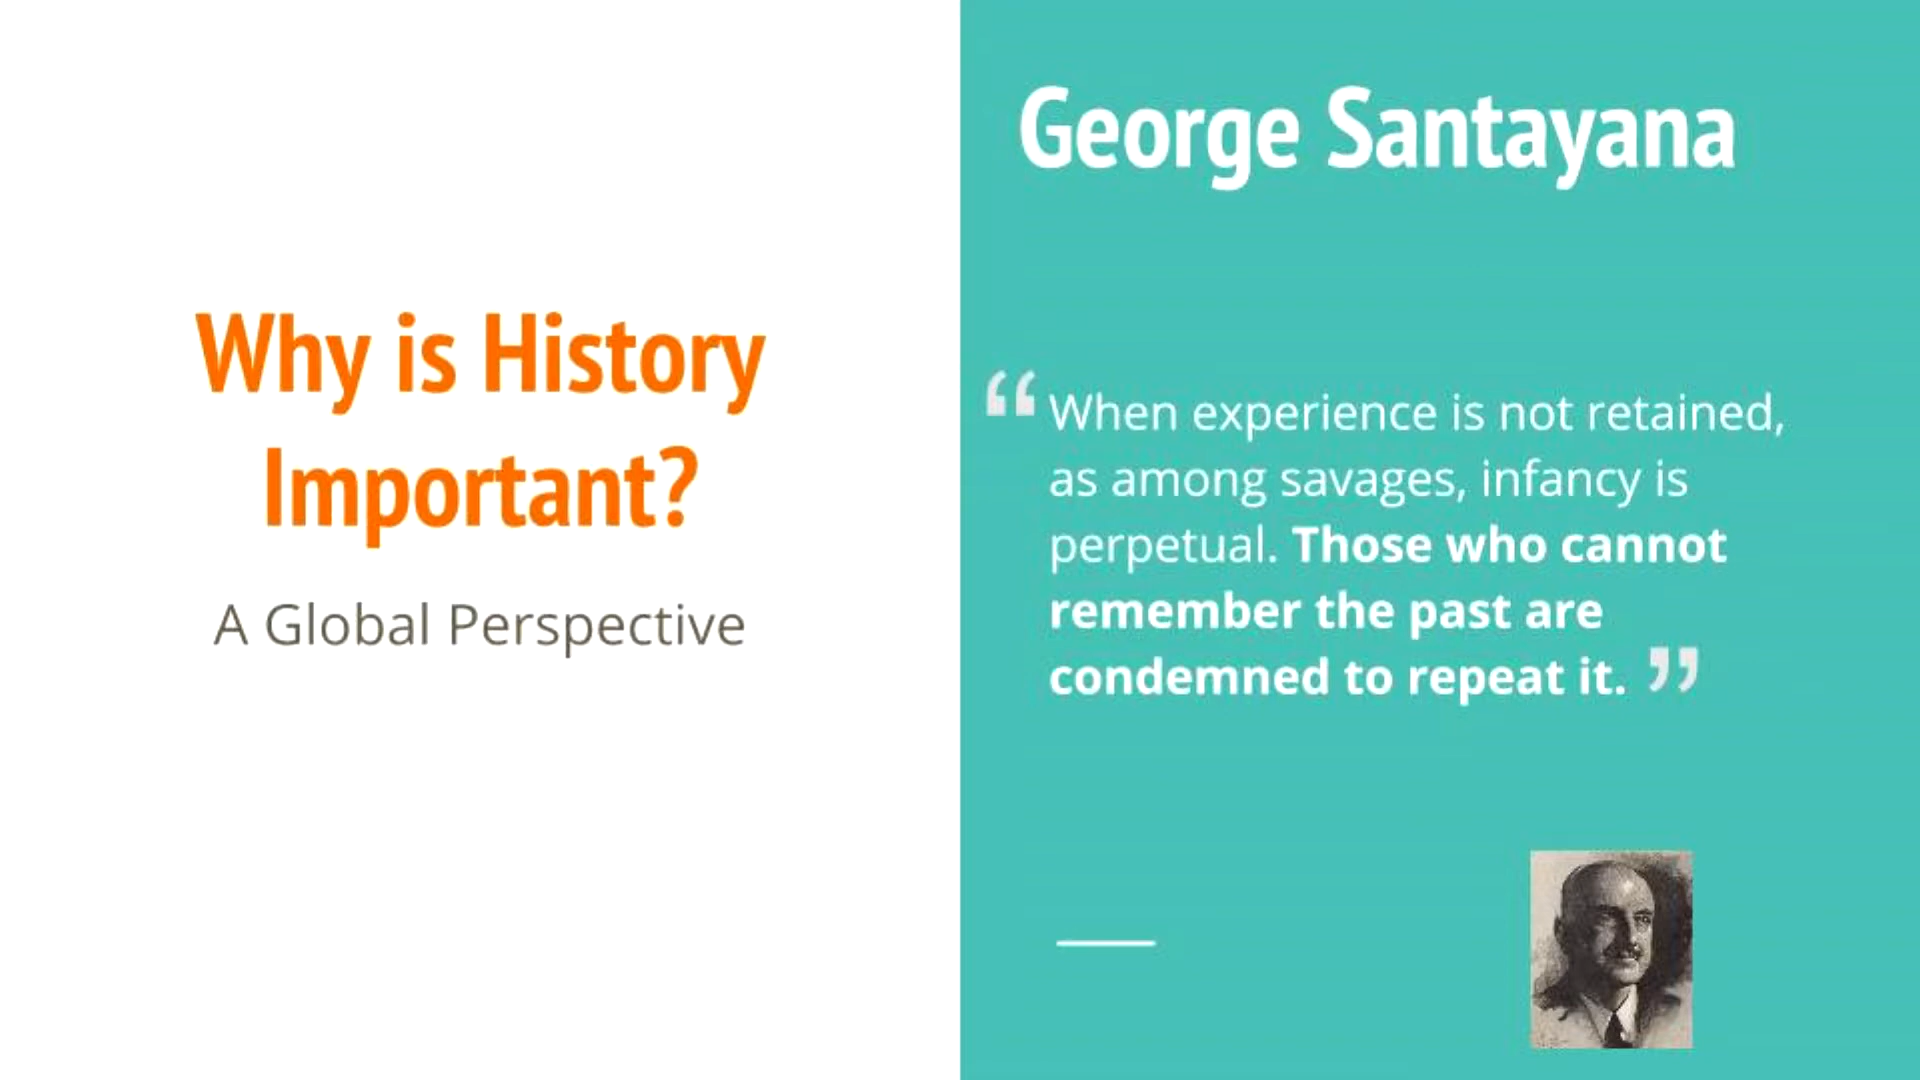 Why is History
Important?
A Global Perspective
George Santayana
“When experience is not retained,
as among savages, infancy is
perpetual. Those who cannot
remember the past are
condemned to repeat it.”